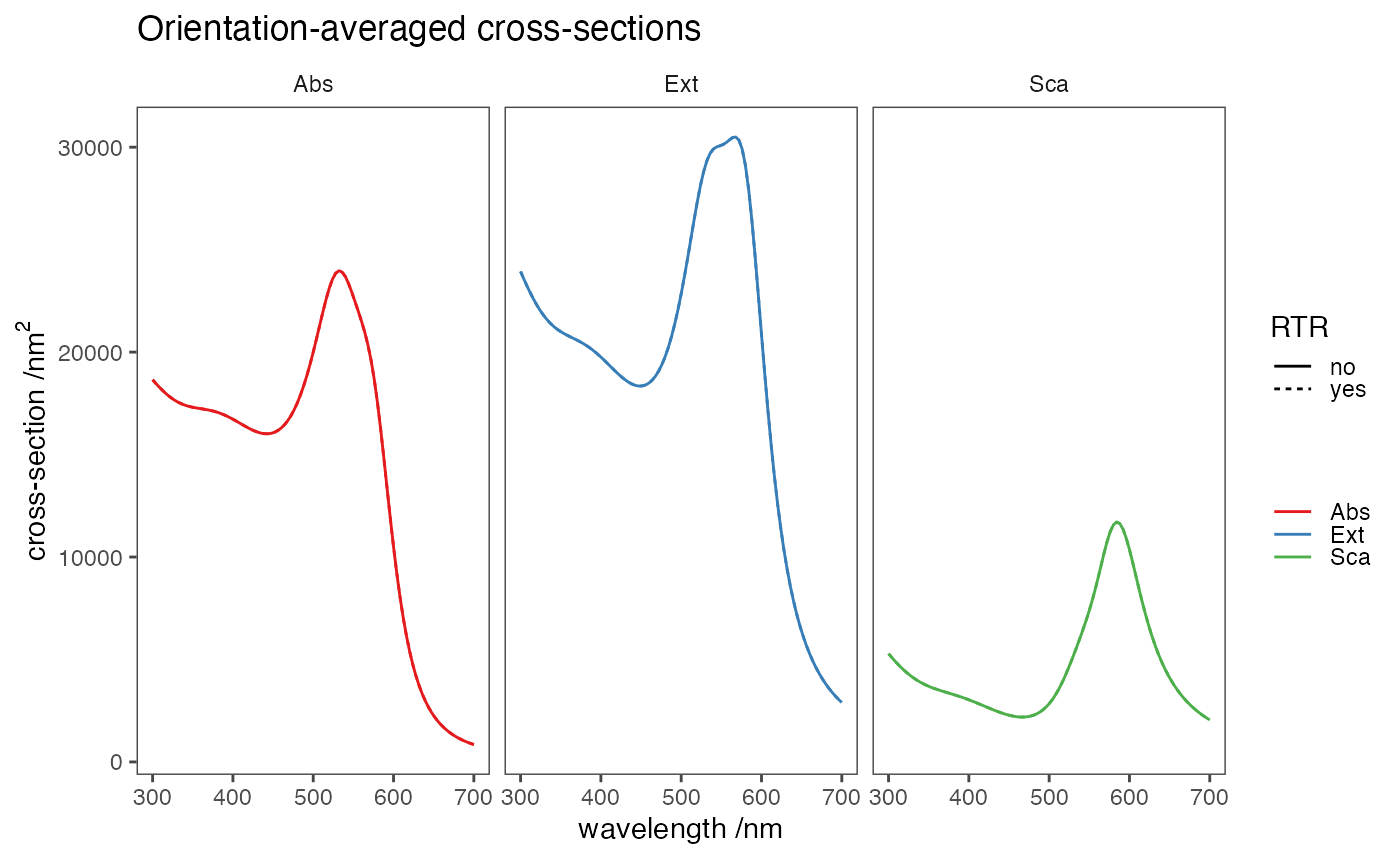 Orientation-averaged cross-sections
Abs Ext Sca
30000
20000
10000
0
cross-section /nm²
300 400 500 600 700 300 400 500 600 700 300 400 500 600 700
wavelength /nm
RTR
no
yes
Abs
Ext
Sca